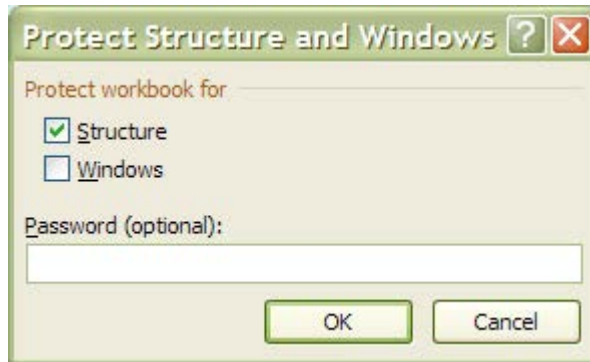 Protect Structure and Windows ?
Protect workbook for
Structure
Windows
Password (optional):
OK Cancel